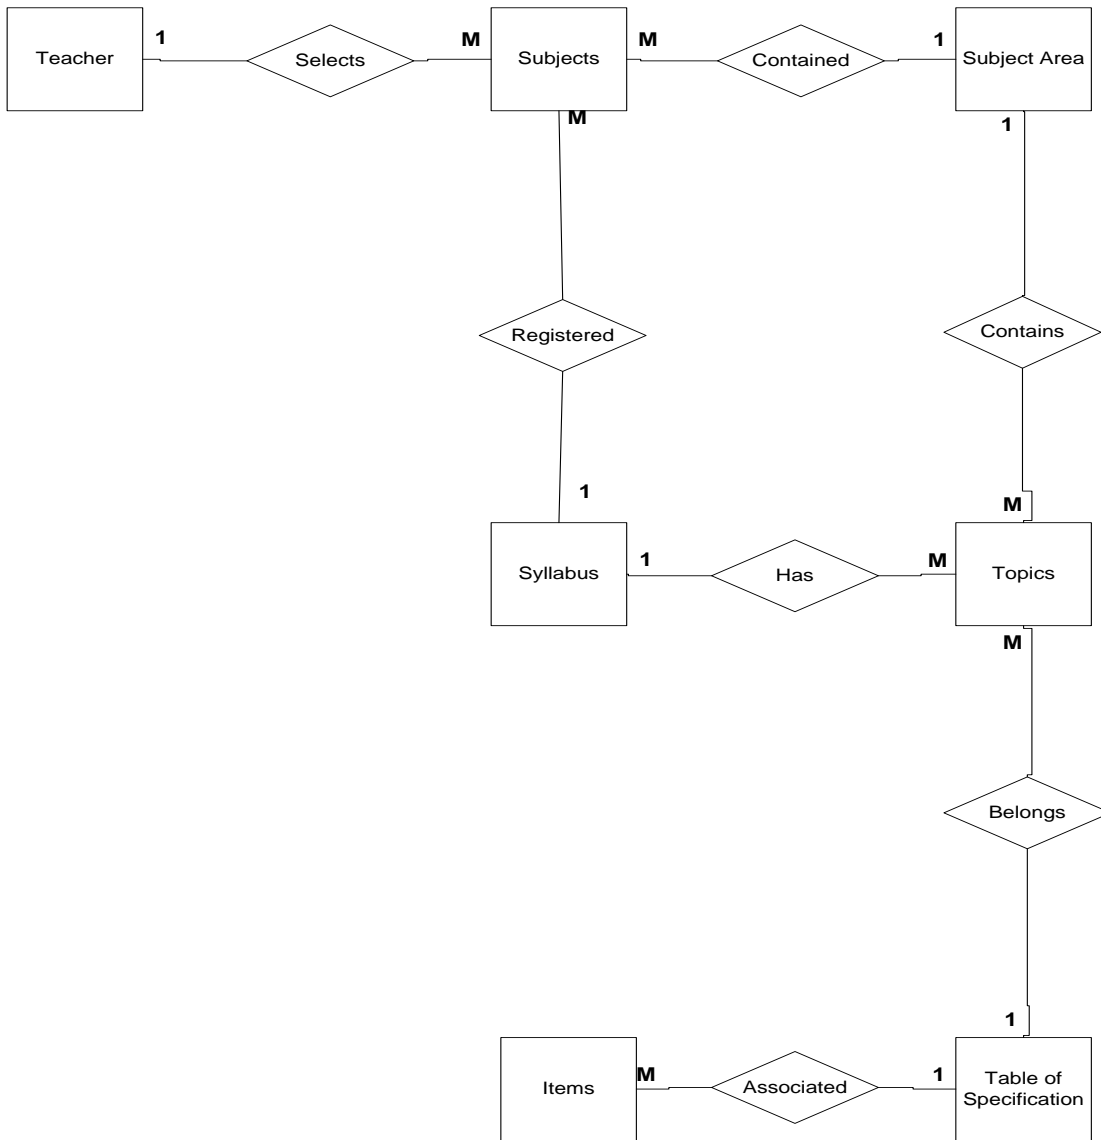 Teacher
1
Selects
M
Subjects
M
Contained
1
Subject Area
M
1
Registered
Contains
1
M
Syllabus
1
Has
M
Topics
M
Belongs
1
Items
M
Associated
1
Table of
Specification